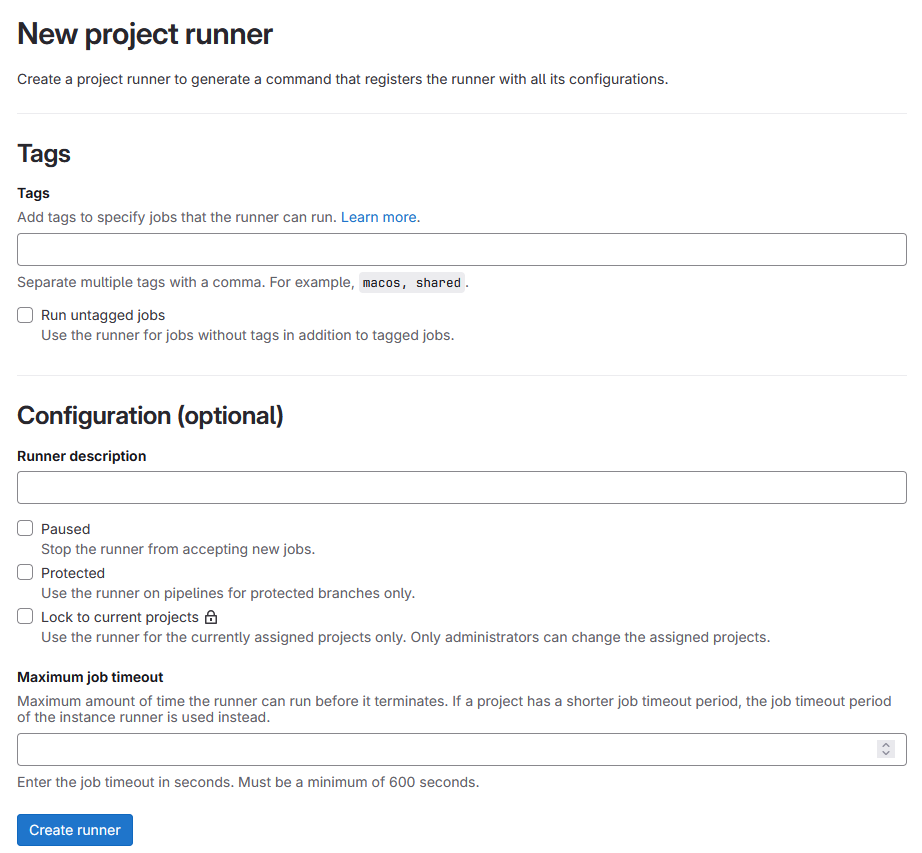 New project runner
Create a project runner to generate a command that registers the runner with all its configurations.
Tags
Tags
Add tags to specify jobs that the runner can run. Learn more.
Separate multiple tags with a comma. For example, macos, shared.
Run untagged jobs
Use the runner for jobs without tags in addition to tagged jobs.
Configuration (optional)
Runner description
Paused
Stop the runner from accepting new jobs.
Protected
Use the runner on pipelines for protected branches only.
Lock to current projects
Use the runner for the currently assigned projects only. Only administrators can change the assigned projects.
Maximum job timeout
Maximum amount of time the runner can run before it terminates. If a project has a shorter job timeout period, the job timeout period
of the instance runner is used instead.
Enter the job timeout in seconds. Must be a minimum of 600 seconds.
Create runner